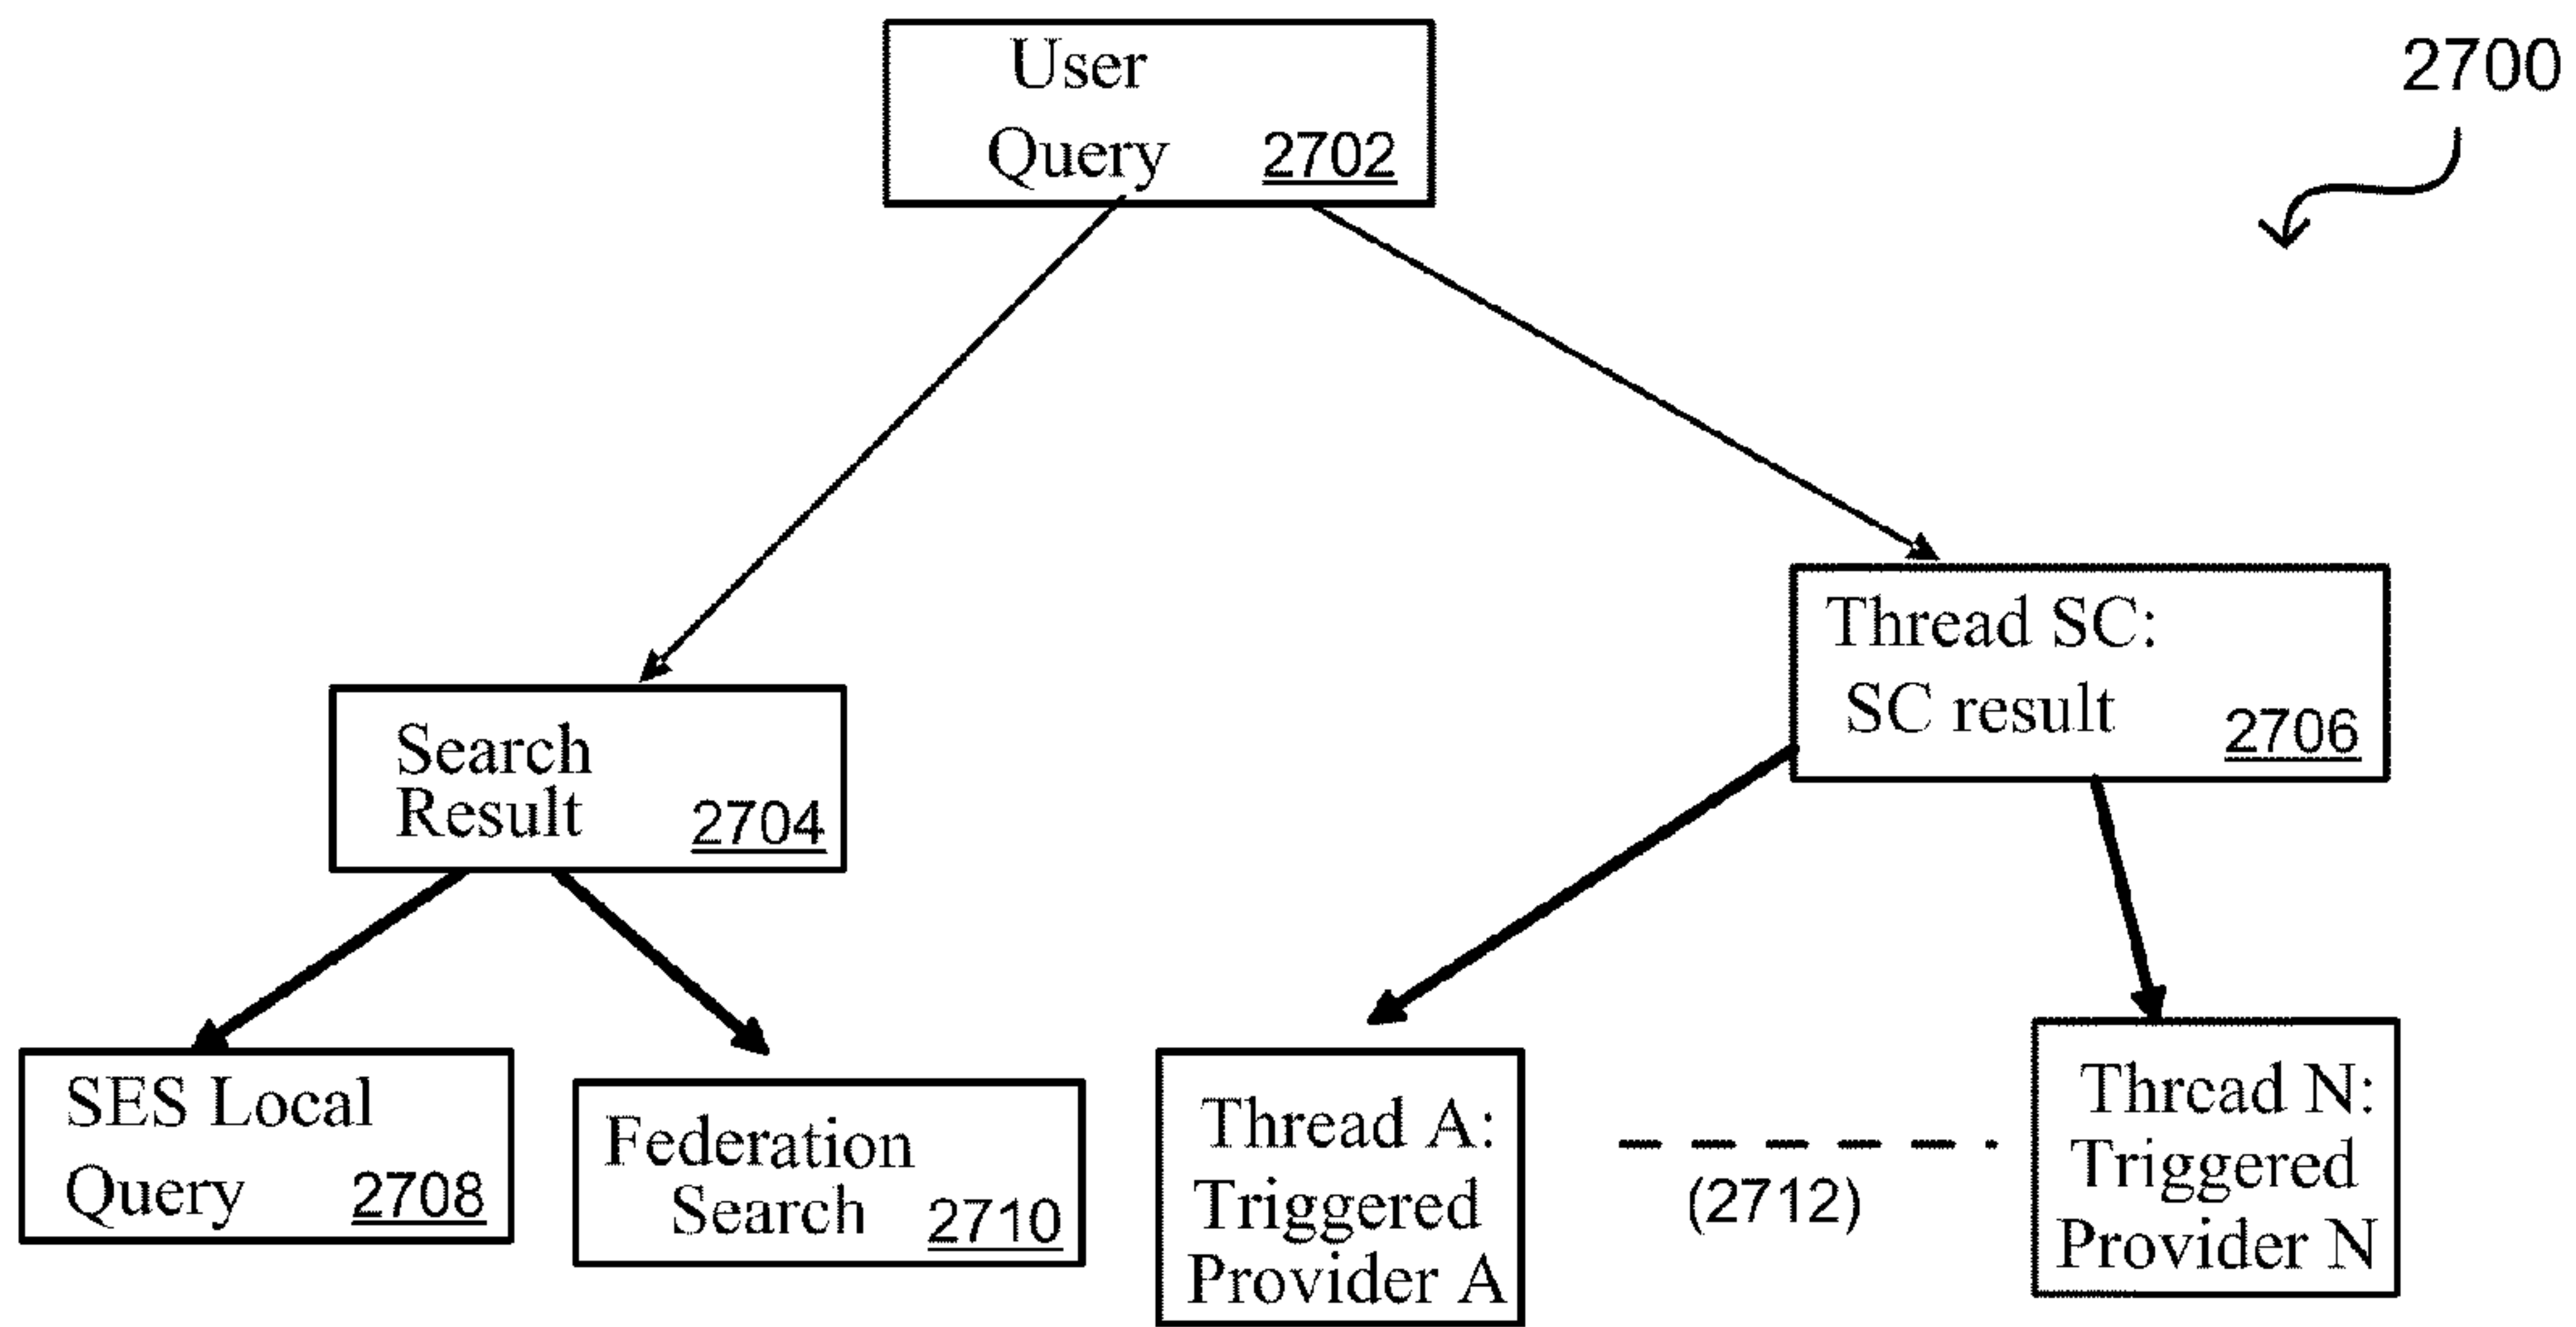 User
Query 2702
2700
Thread SC:
SC result 2706
Search
Result 2704
SES Local
Query 2708
Federation
Search 2710
Thread A:
Triggered
Provider A
(2712)
Thread N:
Triggered
Provider N